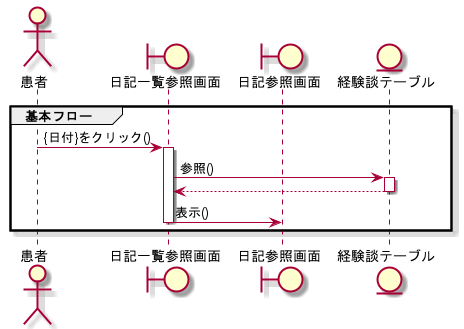 患者 日記一覧参照画面 日記参照画面 経験談テーブル
基本フロー
{日付}をクリック()
参照()
表示()
患者 日記一覧参照画面 日記参照画面 経験談テーブル